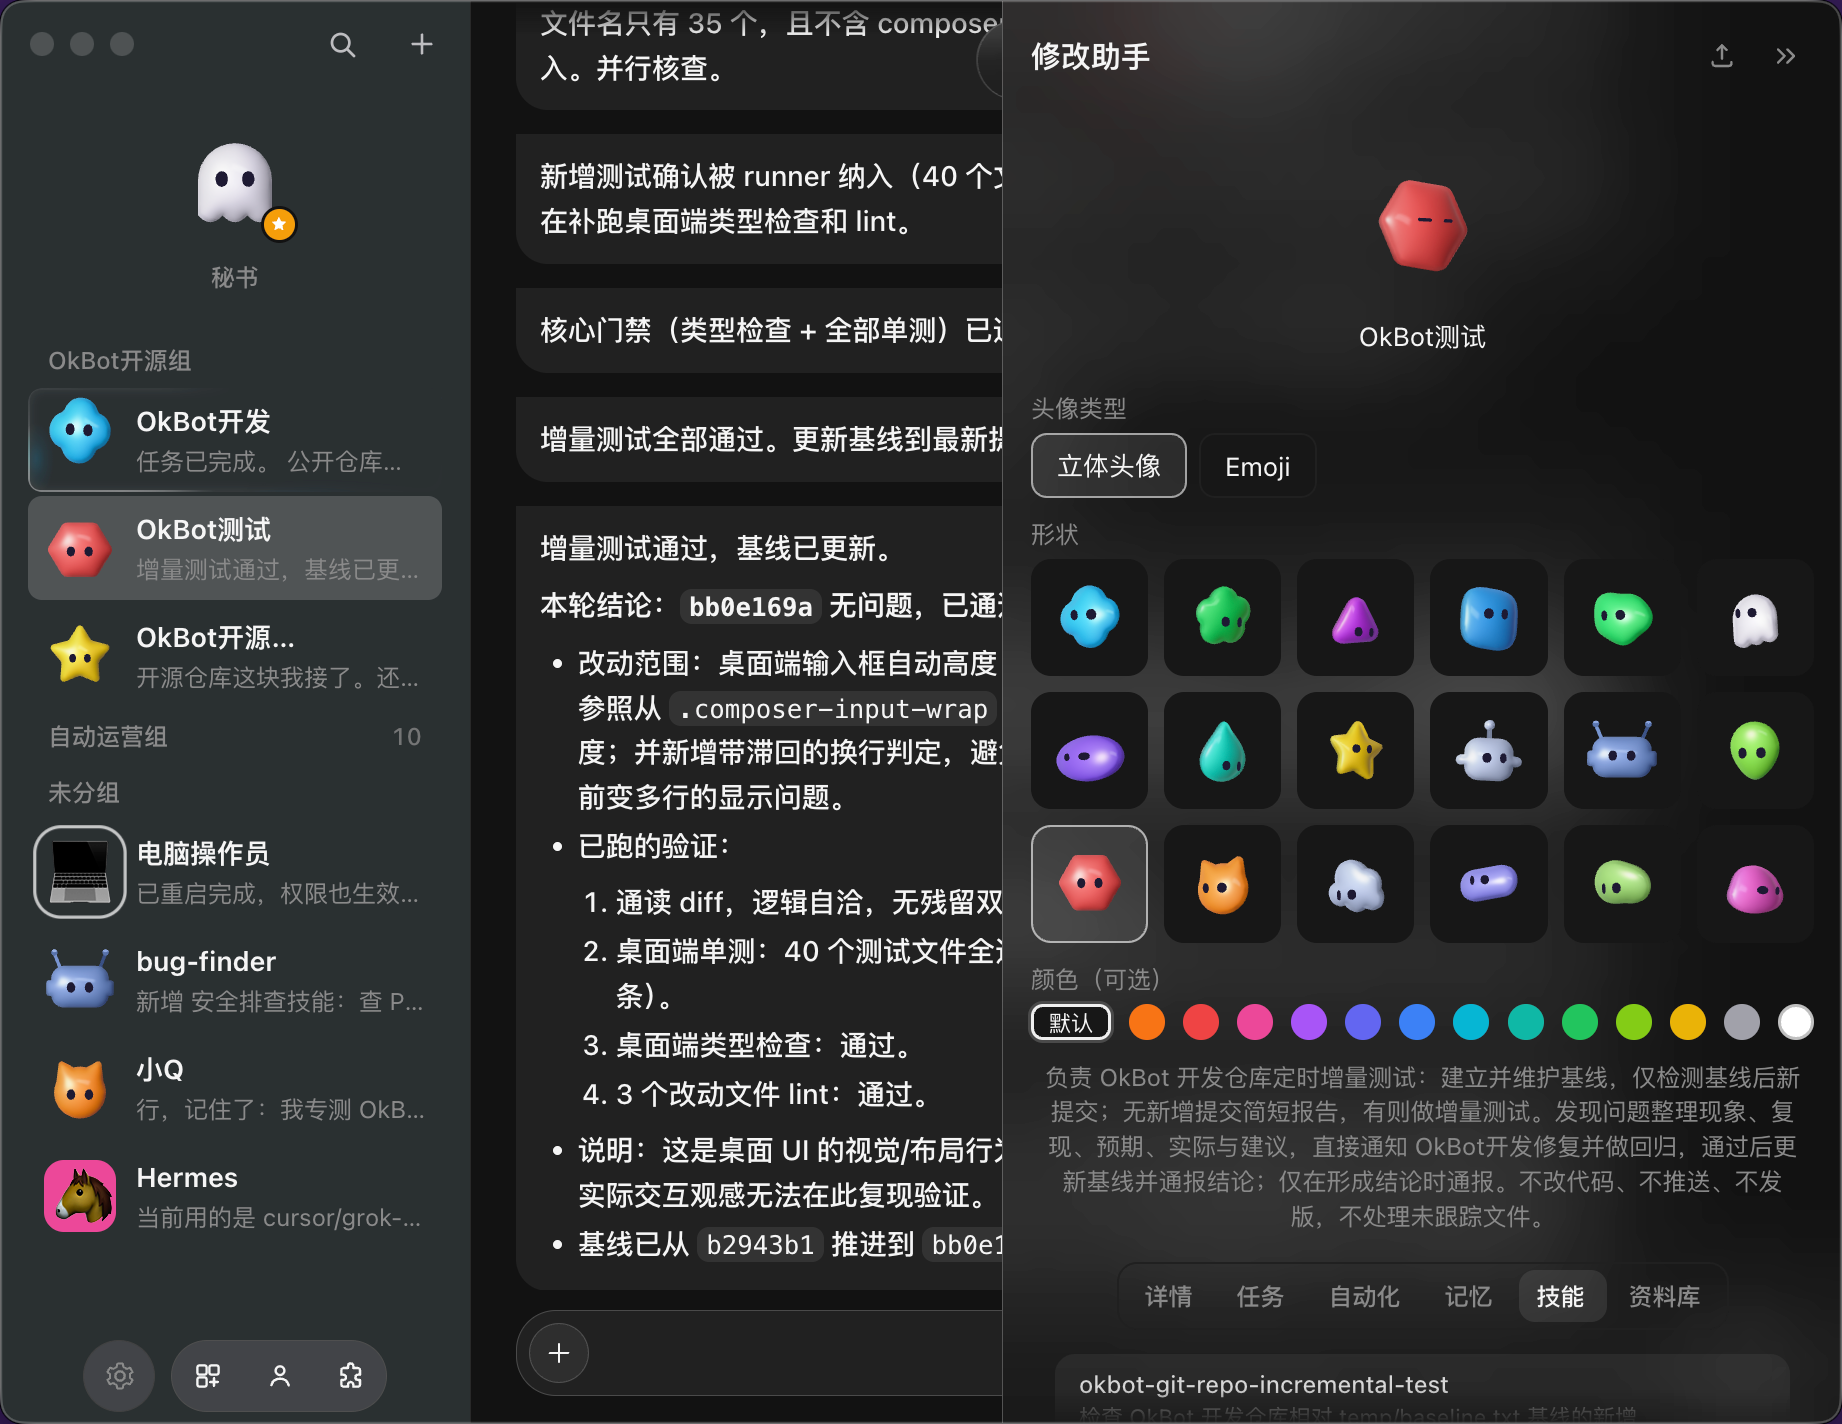 秘书
OkBot开源组
OkBot开发
任务已完成。 公开仓库...
OkBot测试
增量测试通过，基线已更...
OkBot开源...
开源仓库这块我接了。还...
自动运营组 10
未分组
电脑操作员
已重启完成，权限也生效...
bug-finder
新增 安全排查技能：查 P...
小Q
行，记住了：我专测 OkB...
Hermes
当前用的是 cursor/grok-...
文件名只有 35 个，且不含 compose
入。并行核查。
新增测试确认被 runner 纳入（40 个
在补跑桌面端类型检查和 lint。
核心门禁（类型检查 + 全部单测）已
增量测试全部通过。更新基线到最新
增量测试通过，基线已更新。
本轮结论： bb0e169a 无问题，已通
改动范围：桌面端输入框自动高度
参照从 .composer-input-wrap
度；并新增带滞回的换行判定，避
前变多行的显示问题。
已跑的验证：
1. 通读 diff，逻辑自洽，无残留双
2. 桌面端单测：40 个测试文件全
条）。
3. 桌面端类型检查：通过。
4. 3 个改动文件 lint：通过。
说明：这是桌面 UI 的视觉/布局行
实际交互观感无法在此复现验证。
基线已从 b2943b1 推进到 bb0e1
修改助手
OkBot测试
头像类型
立体头像 Emoji
形状
颜色（可选）
默认
负责 OkBot 开发仓库定时增量测试：建立并维护基线，仅检测基线后新
提交；无新增提交简短报告，有则做增量测试。发现问题整理现象、复
现、预期、实际与建议，直接通知 OkBot开发修复并做回归，通过后更
新基线并通报结论；仅在形成结论时通报。不改代码、不推送、不发
版，不处理未跟踪文件。
详情 任务 自动化 记忆 技能 资料库
okbot-git-repo-incremental-test
检查 OkBot 开发仓库相对 temp/baseline.txt 基线的新增